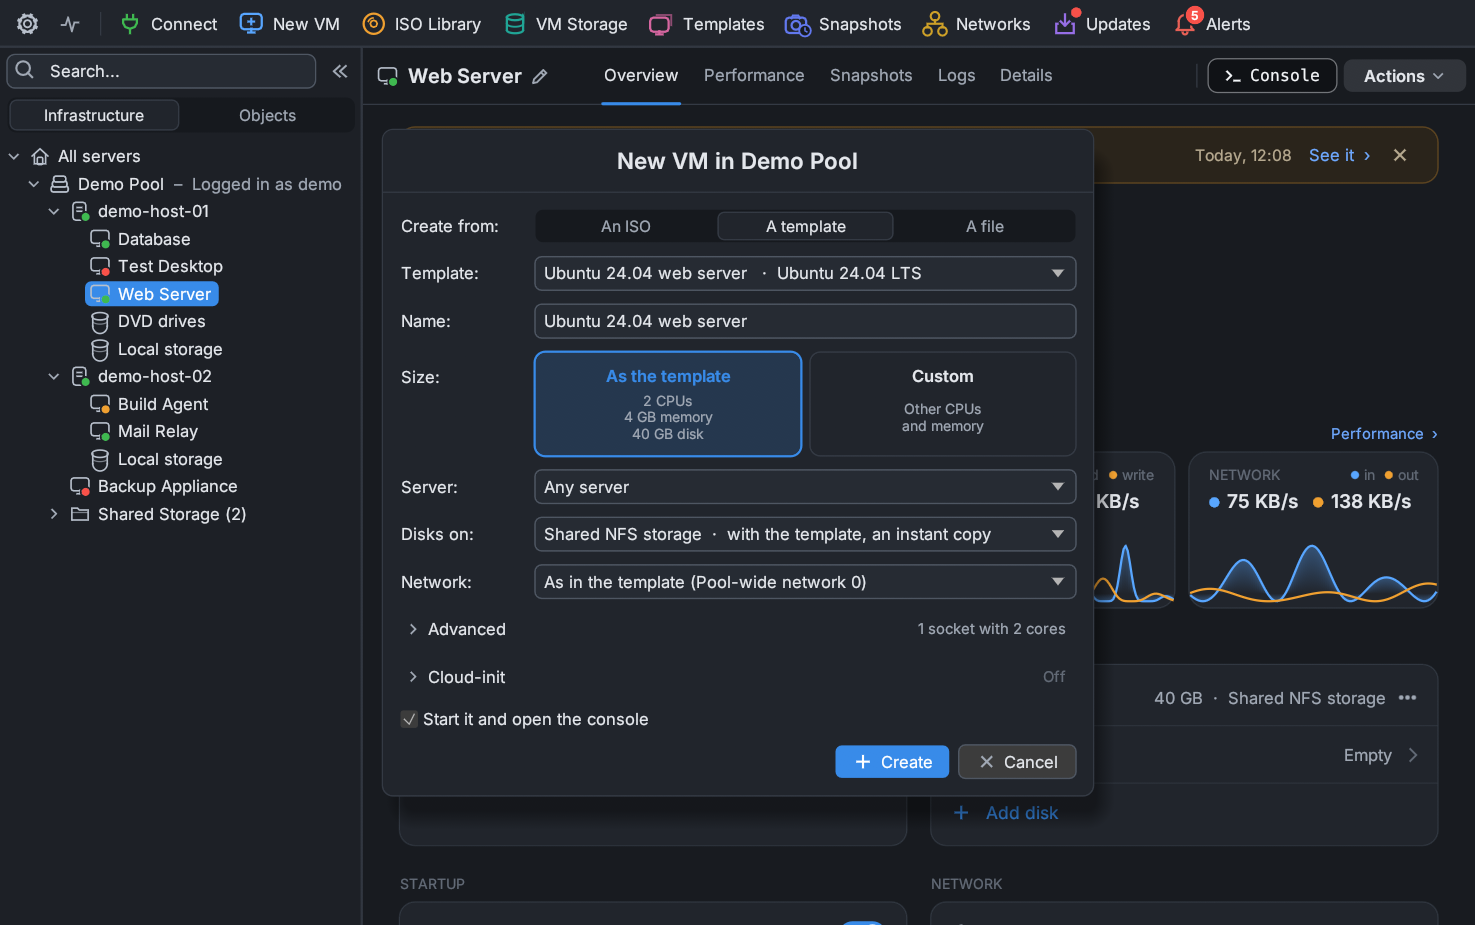 Connect New VM ISO Library VM Storage Templates Snapshots Networks Updates 5 Alerts
Search...
Infrastructure Objects
All servers
Demo Pool – Logged in as demo
demo-host-01
Database
Test Desktop
Web Server
DVD drives
Local storage
demo-host-02
Build Agent
Mail Relay
Local storage
Backup Appliance
Shared Storage (2)
Web Server Overview Performance Snapshots Logs Details Console Actions
Today, 12:08 See it ›
New VM in Demo Pool
Create from: An ISO A template A file
Template: Ubuntu 24.04 web server · Ubuntu 24.04 LTS
Name: Ubuntu 24.04 web server
Size: As the template
2 CPUs
4 GB memory
40 GB disk
Custom
Other CPUs
and memory
Server: Any server
Disks on: Shared NFS storage · with the template, an instant copy
Network: As in the template (Pool-wide network 0)
Advanced 1 socket with 2 cores
Cloud-init Off
Start it and open the console
Create Cancel
Performance ›
write
KB/s
NETWORK in out
75 KB/s 138 KB/s
40 GB · Shared NFS storage
Empty
Add disk
STARTUP
NETWORK